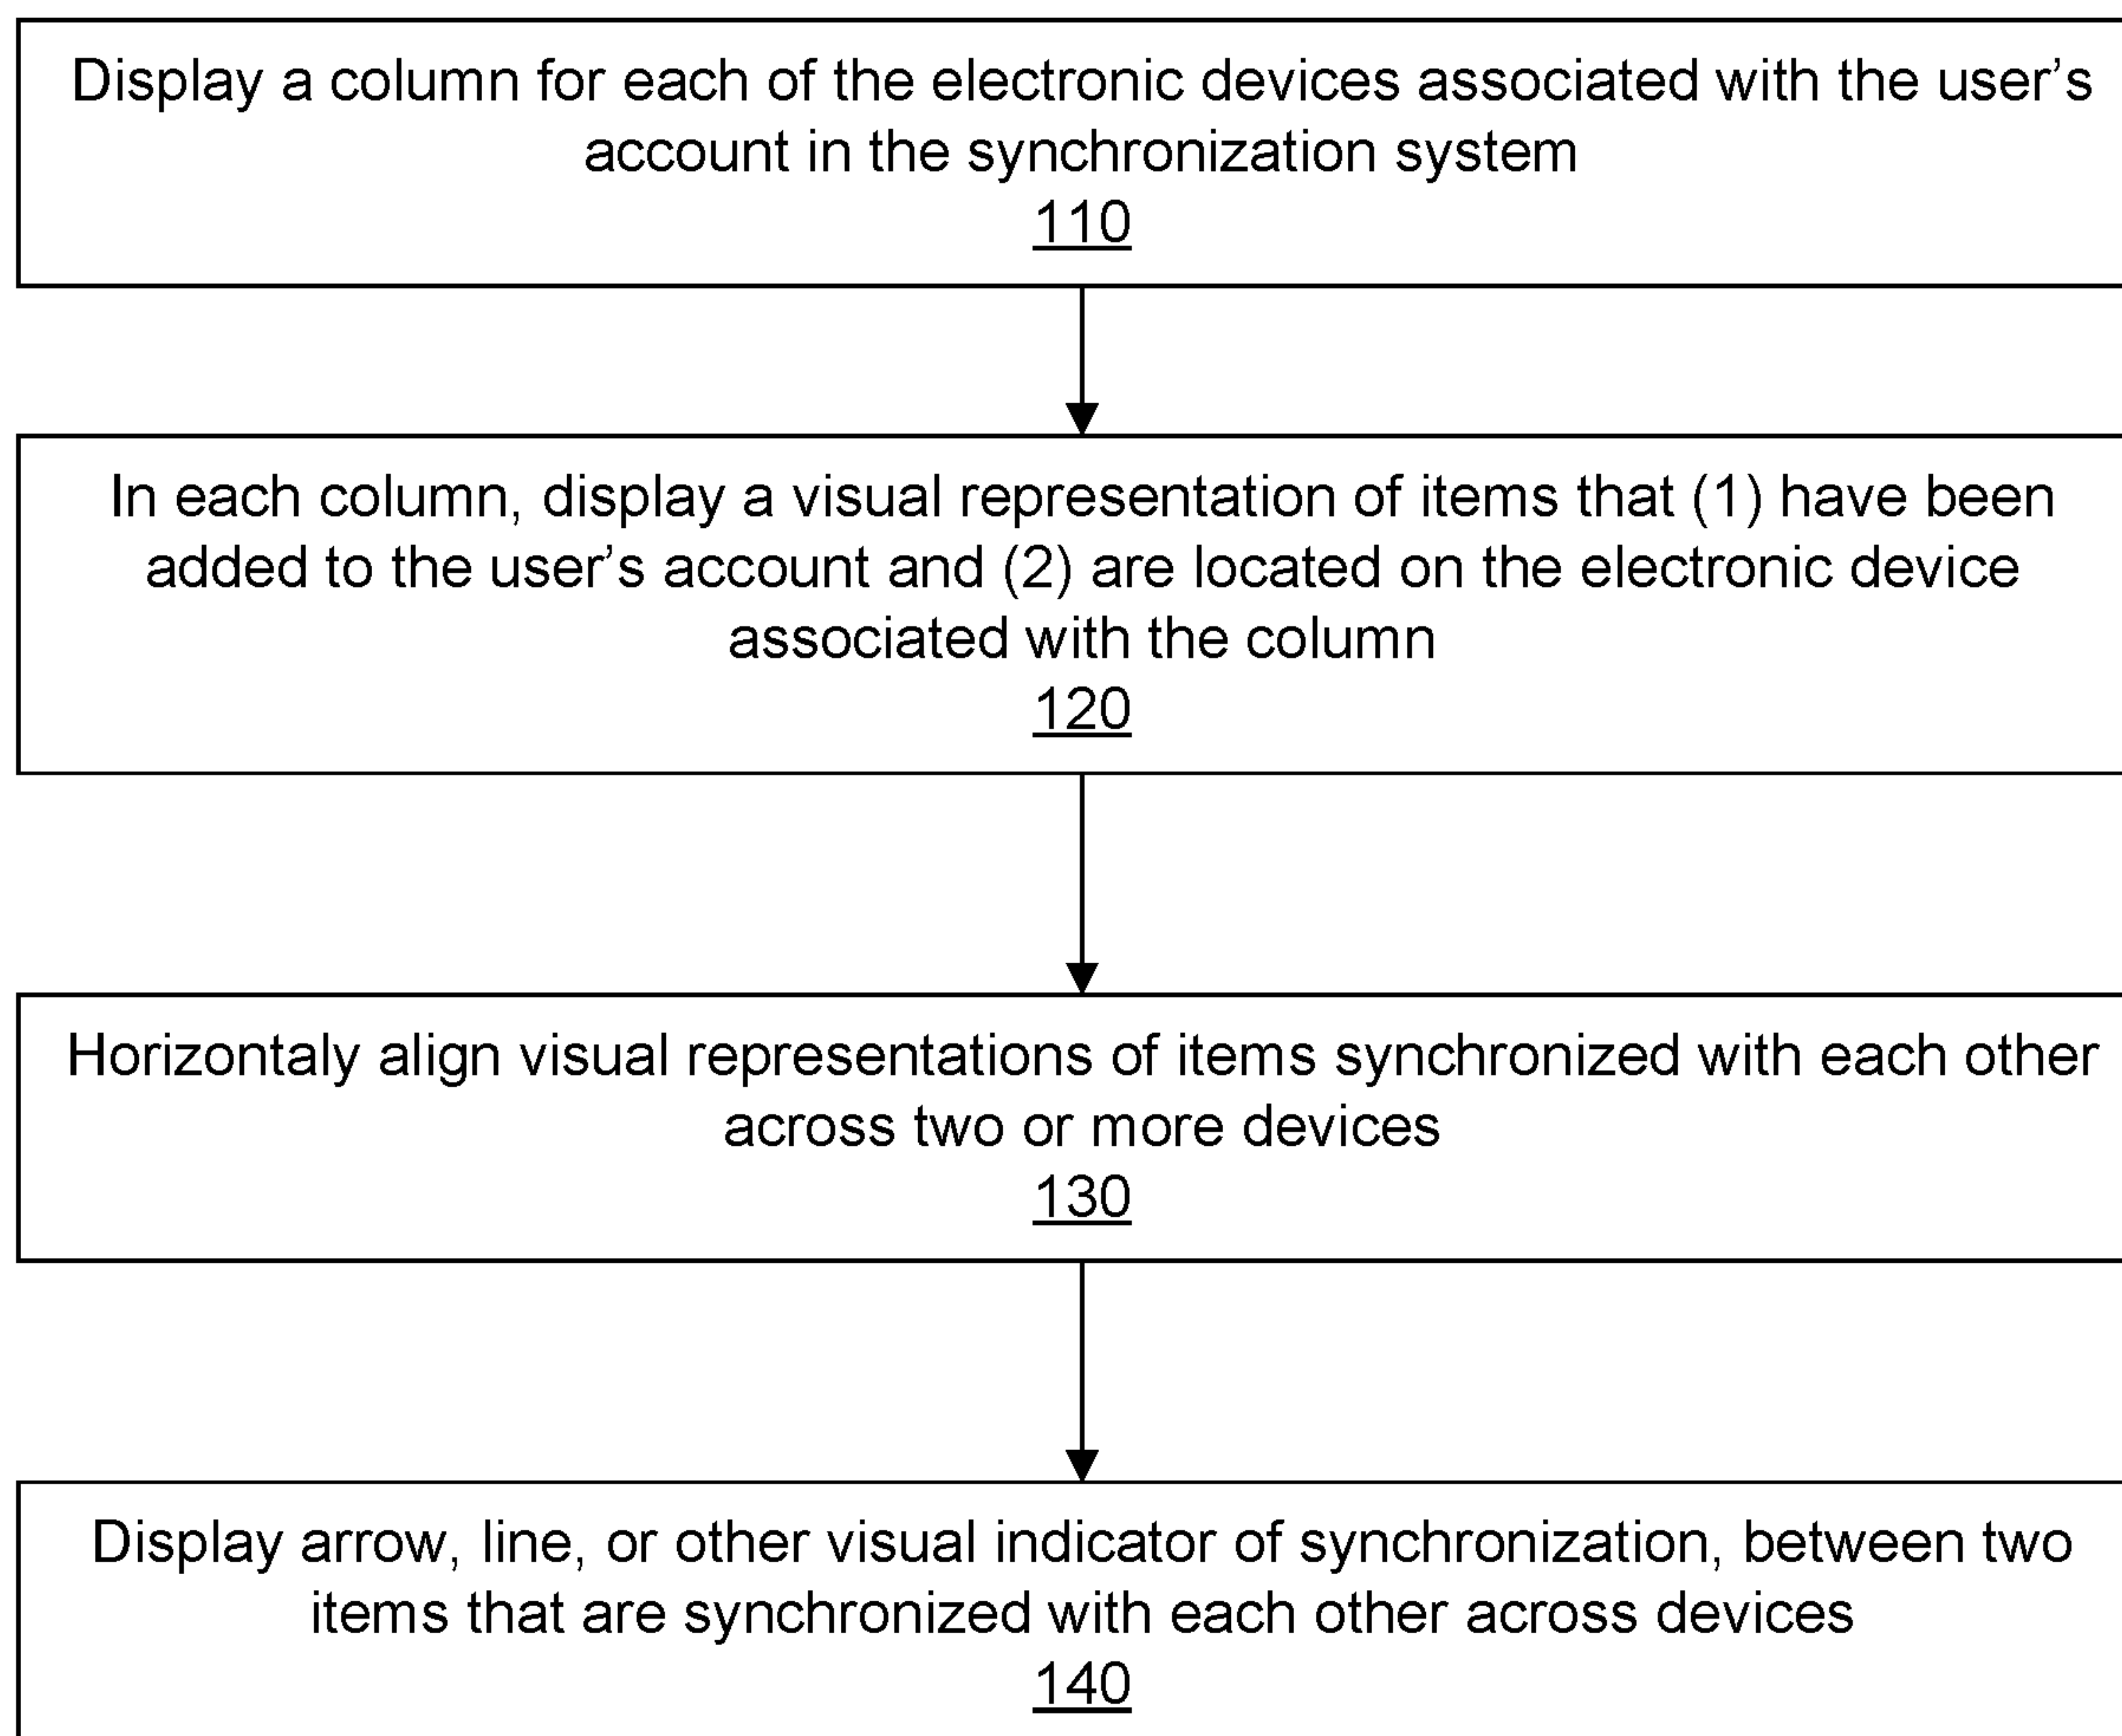 Display a column for each of the electronic devices associated with the user’s
account in the synchronization system
110
In each column, display a visual representation of items that (1) have been
added to the user’s account and (2) are located on the electronic device
associated with the column
120
Horizontaly align visual representations of items synchronized with each other
across two or more devices
130
Display arrow, line, or other visual indicator of synchronization, between two
items that are synchronized with each other across devices
140